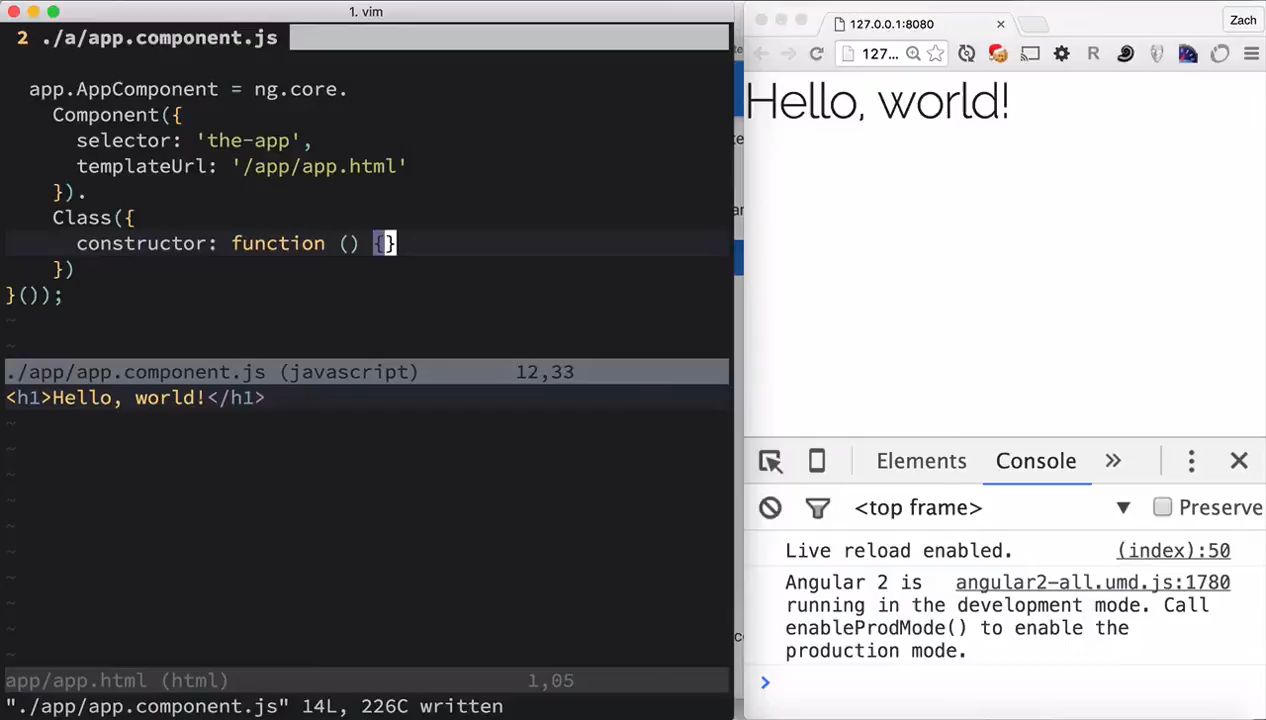 1. vim
2 ./a/app.component.js
app.AppComponent = ng.core.
Component({
selector: 'the-app',
templateUrl: '/app/app.html'
}).
Class({
constructor: function () {}
})
}());
~
~
./app/app.component.js (javascript) 12,33
<h1>Hello, world!</h1>
~
~
~
~
~
~
~
~
~
~
app/app.html (html) 1,05
"./app/app.component.js" 14L, 226C written
127.0.0.1:8080
Zach
127...
R
Hello, world!
Elements Console
<top frame> Preserve
Live reload enabled. (index):50
Angular 2 is angular2-all.umd.js:1780
running in the development mode. Call
enableProdMode() to enable the
production mode.